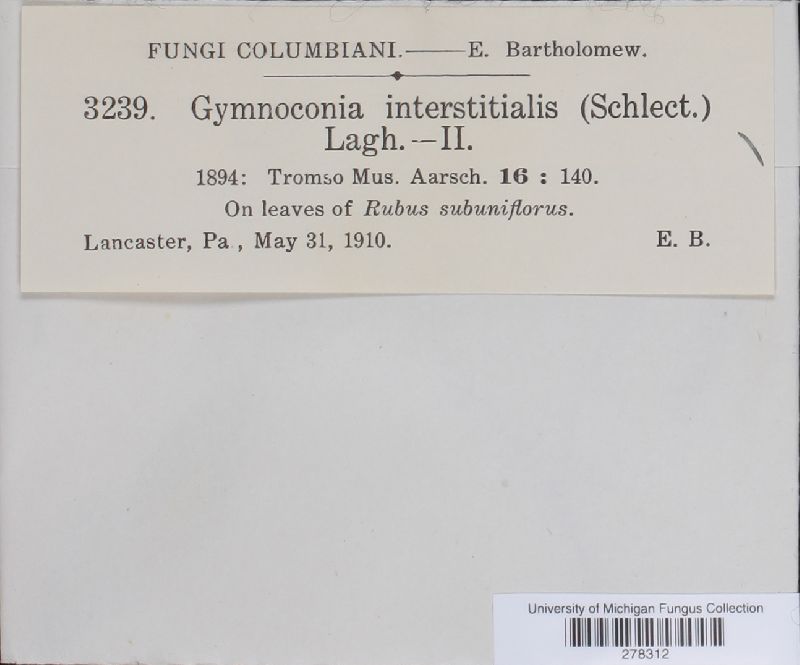 FUNGI COLUMBIANI.——E. Bartholomew.
3239. Gymnoconia interstitialis (Schlect.)
Lagh.—II.
1894: Tromso Mus. Aarsch. 16 : 140.
On leaves of Rubus subuniflorus.
Lancaster, Pa , May 31, 1910. E. B.
University of Michigan Fungus Collection
278312